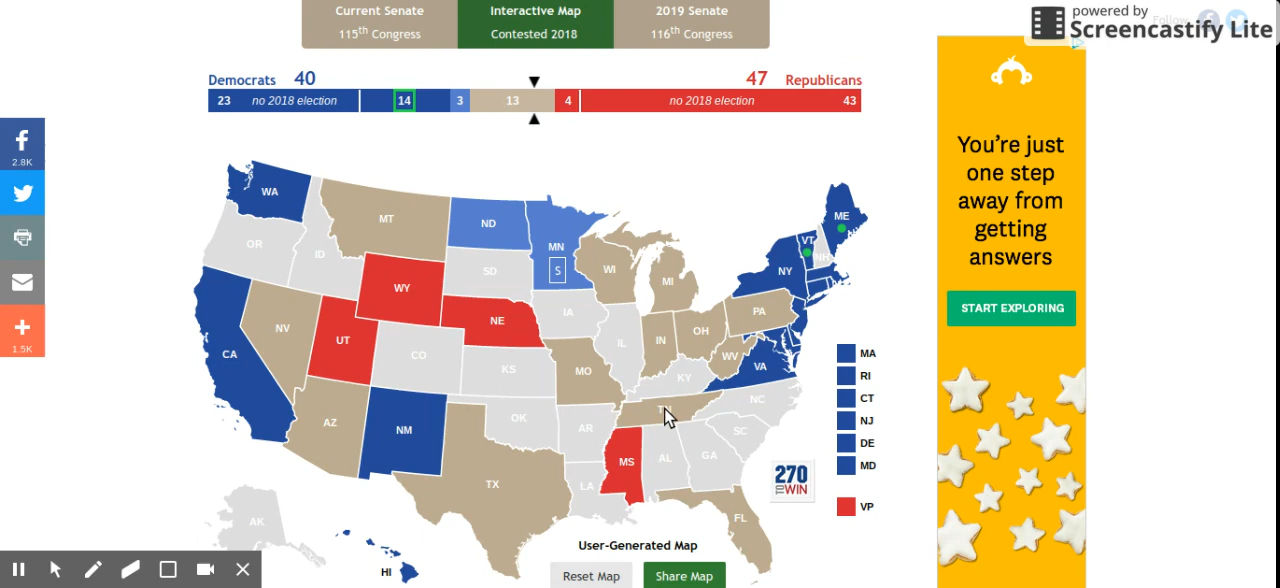 Current Senate
115th Congress
Interactive Map
Contested 2018
2019 Senate
116th Congress
powered by
Screencastify Lite
Follow
Democrats 40
47 Republicans
23 no 2018 election 14 3 13 4 no 2018 election 43
2.8K
1.5K
WA
OR
ID
MT
ND
MN
S
SD
WY
WI
MI
NE
IA
NV
UT
CO
KS
MO
IL
IN
OH
PA
NY
VT
NH
ME
WV
VA
KY
CA
AZ
NM
OK
AR
NC
SC
TX
LA
MS
AL
GA
FL
AK
HI
MA
RI
CT
NJ
DE
MD
VP
270
TOWIN
User-Generated Map
Reset Map
Share Map
You're just
one step
away from
getting
answers
START EXPLORING